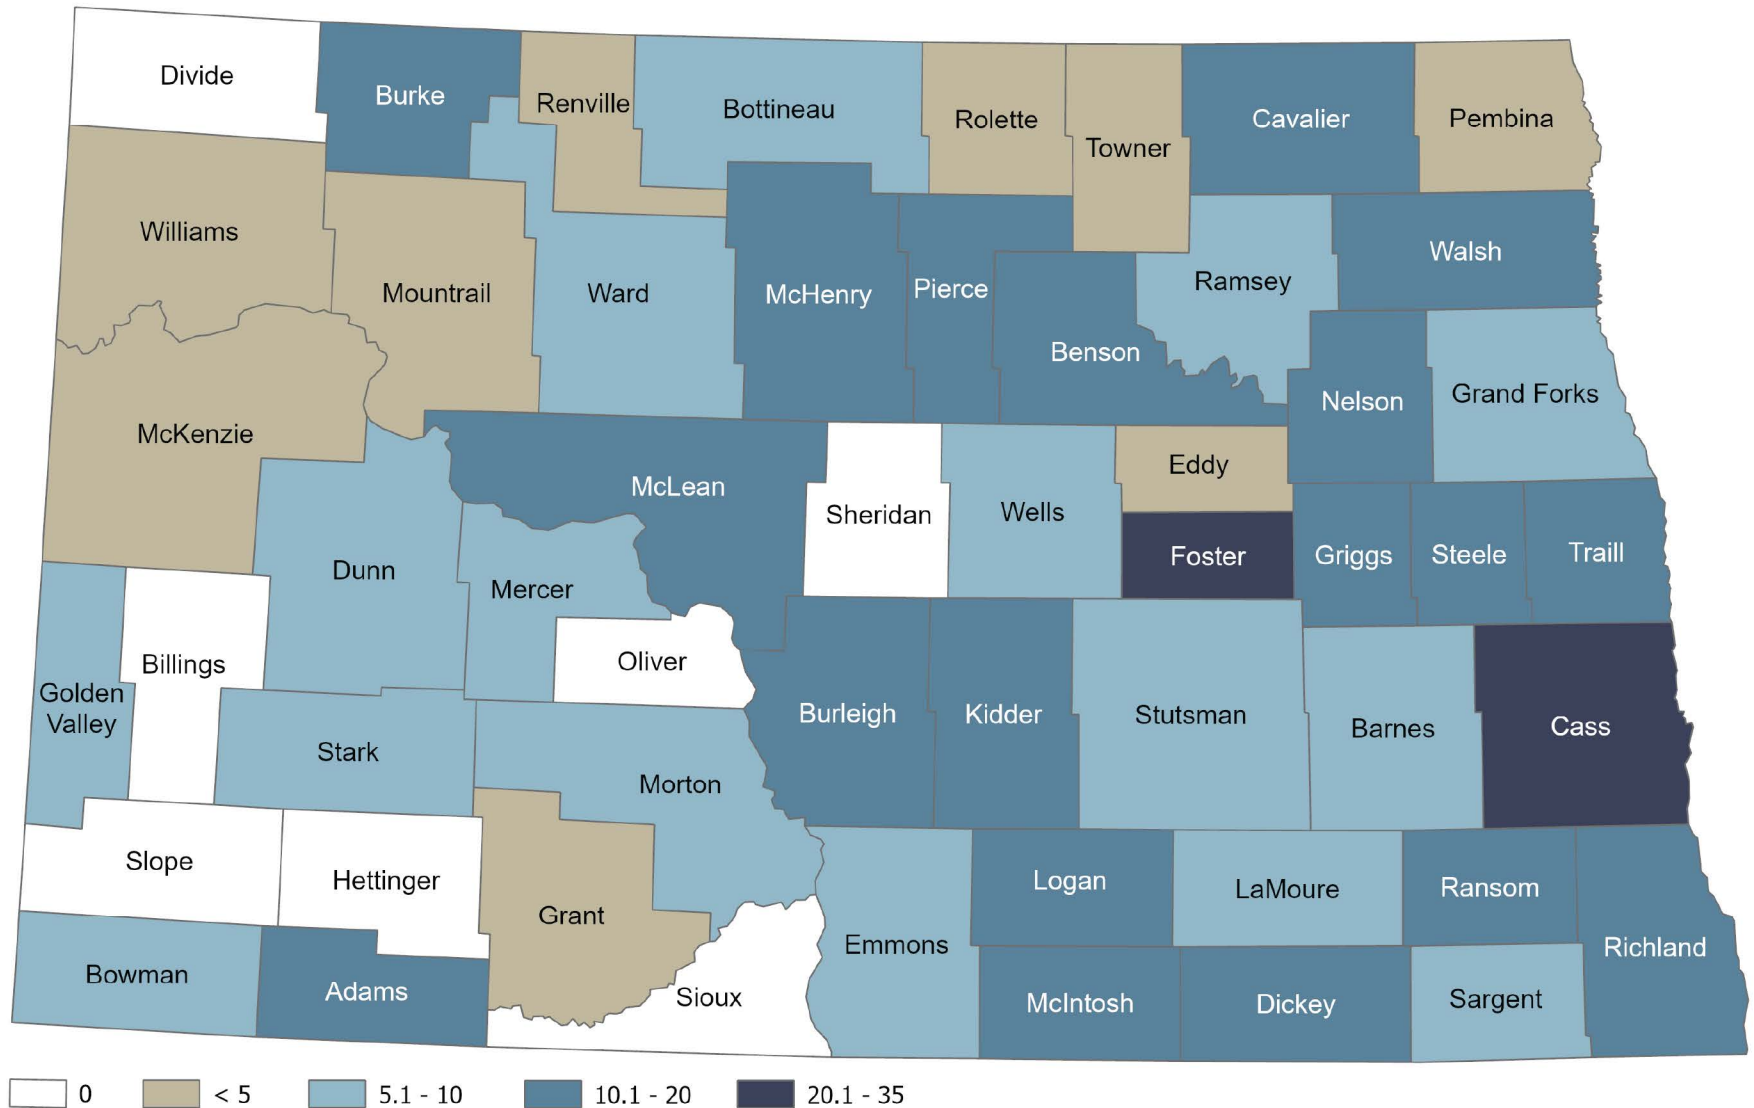 Divide
Burke
Renville
Bottineau
Rolette
Towner
Cavalier
Pembina
Williams
Mountrail
Ward
McHenry
Pierce
Benson
Ramsey
Walsh
McKenzie
Nelson
Grand Forks
McLean
Sheridan
Wells
Eddy
Foster
Griggs
Steele
Traill
Dunn
Mercer
Oliver
Billings
Golden
Valley
Stark
Morton
Burleigh
Kidder
Stutsman
Barnes
Cass
Slope
Hettinger
Grant
Sioux
Emmons
Logan
LaMoure
Ransom
Richland
Bowman
Adams
McIntosh
Dickey
Sargent
0 < 5 5.1 - 10 10.1 - 20 20.1 - 35